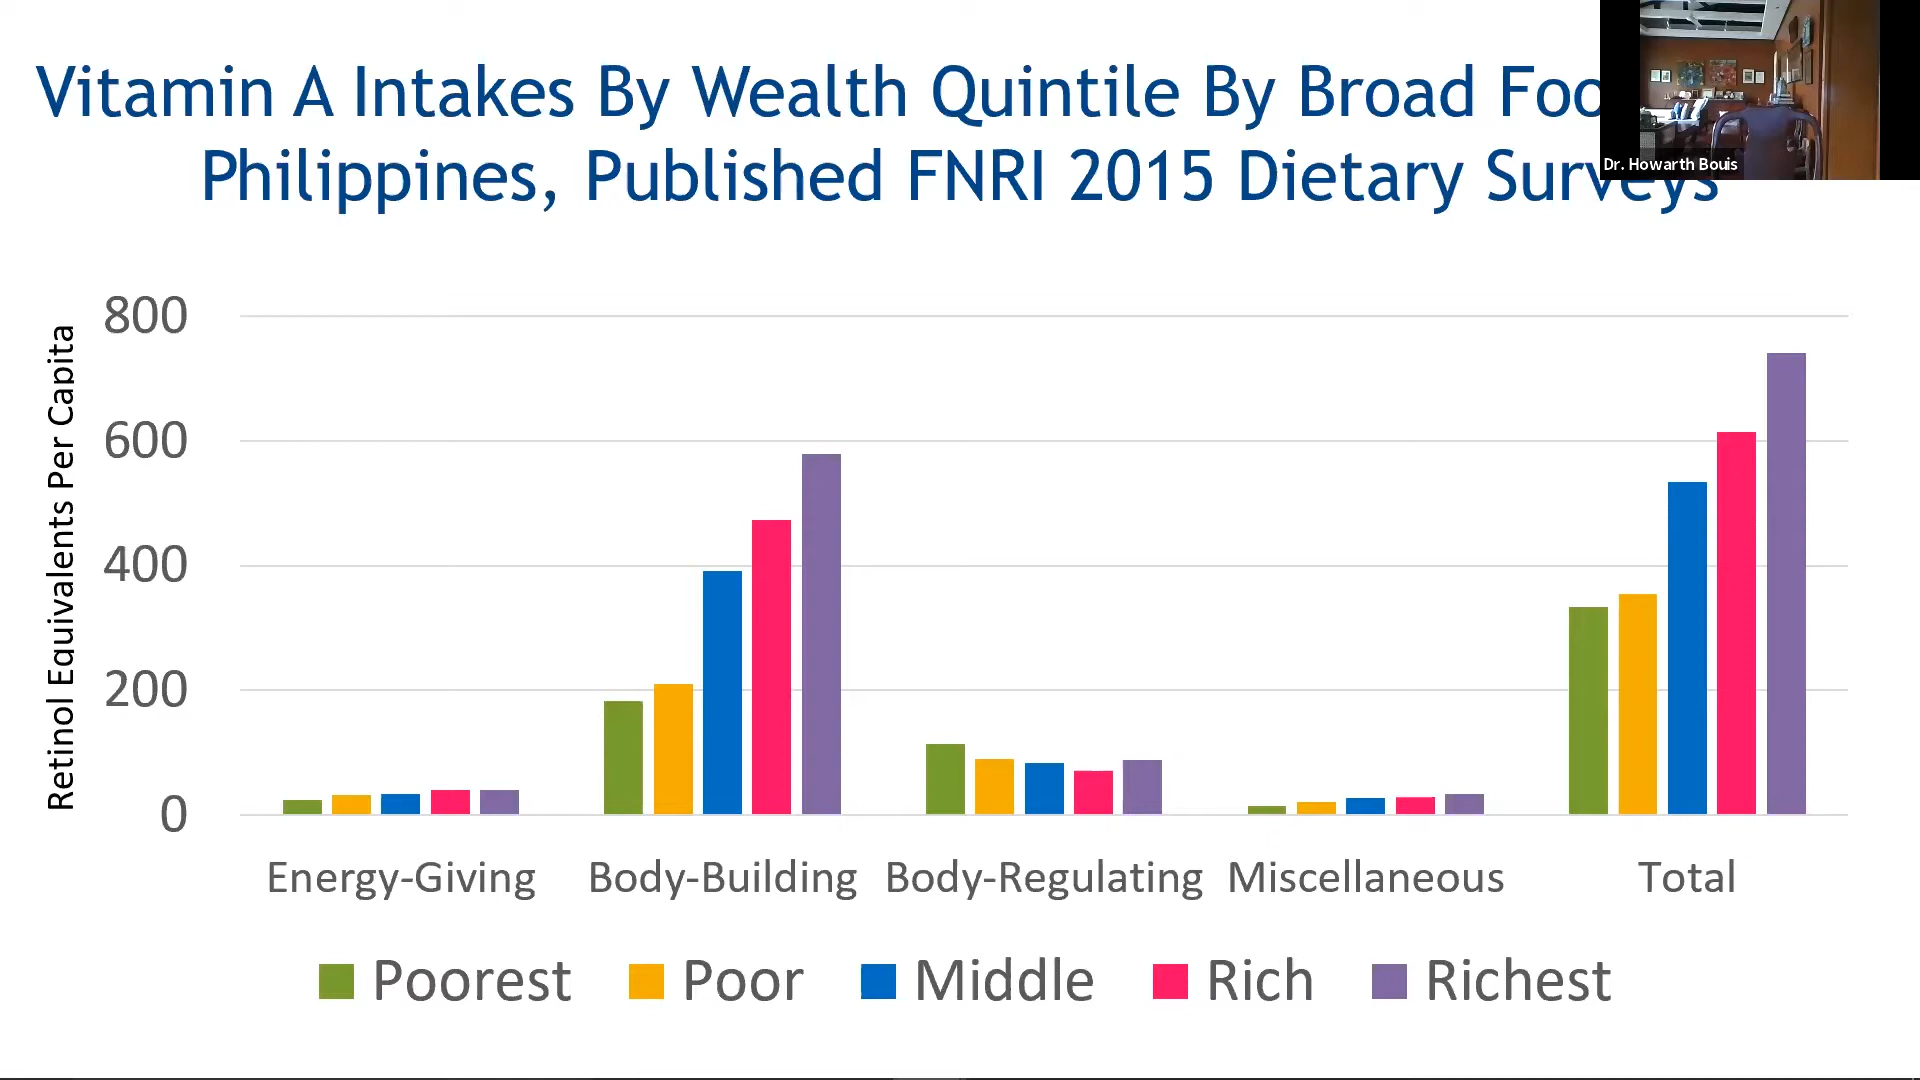 Vitamin A Intakes By Wealth Quintile By Broad
Philippines, Published FNRI 2015 Dietary Surveys
Dr. Howarth Bouis
Retinol Equivalents Per Capita
800
600
400
200
0
Energy-Giving Body-Building Body-Regulating Miscellaneous Total
Poorest Poor Middle Rich Richest